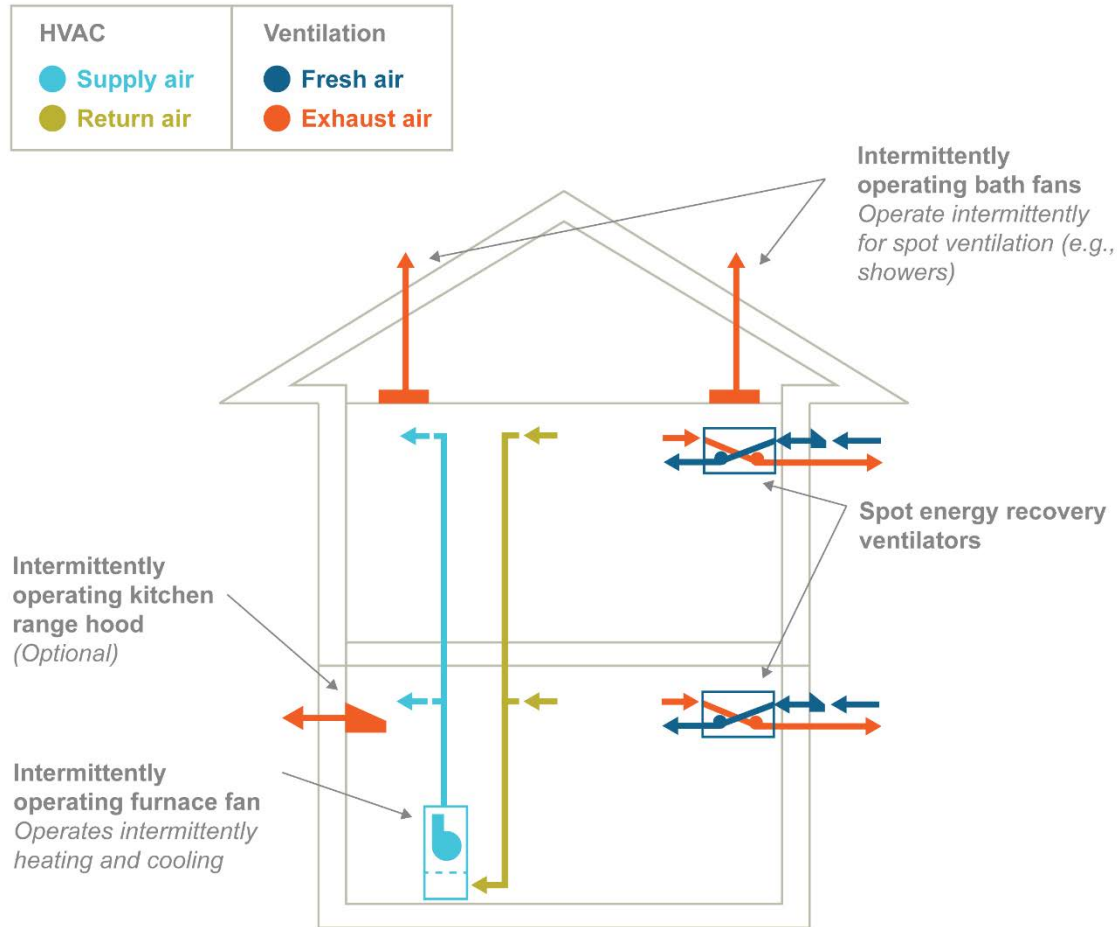 HVAC
Supply air
Return air
Ventilation
Fresh air
Exhaust air
Intermittently
operating bath fans
Operate intermittently
for spot ventilation (e.g.,
showers)
Spot energy recovery
ventilators
Intermittently
operating kitchen
range hood
(Optional)
Intermittently
operating furnace fan
Operates intermittently
heating and cooling